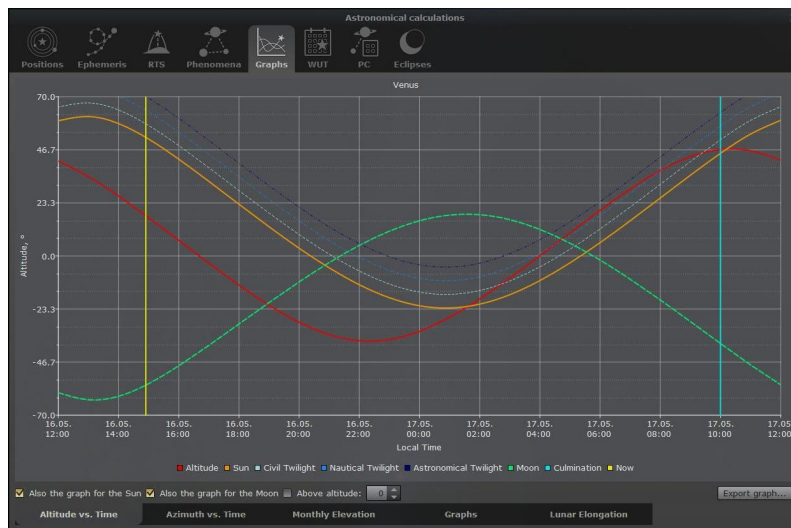 Astronomical calculations
Positions Ephemeris RTS Phenomena Graphs WUT PC Eclipses
Venus
70.0
46.7
23.3
0.0
-23.3
-46.7
-70.0
Altitude, °
16.05. 16.05. 16.05. 16.05. 16.05. 16.05. 17.05. 17.05. 17.05. 17.05. 17.05. 17.05. 17.05.
12:00 14:00 16:00 18:00 20:00 22:00 00:00 02:00 04:00 06:00 08:00 10:00 12:00
Local Time
Altitude Sun Civil Twilight Nautical Twilight Astronomical Twilight Moon Culmination Now
Also the graph for the Sun Also the graph for the Moon Above altitude: 0 Export graph...
Altitude vs. Time Azimuth vs. Time Monthly Elevation Graphs Lunar Elongation